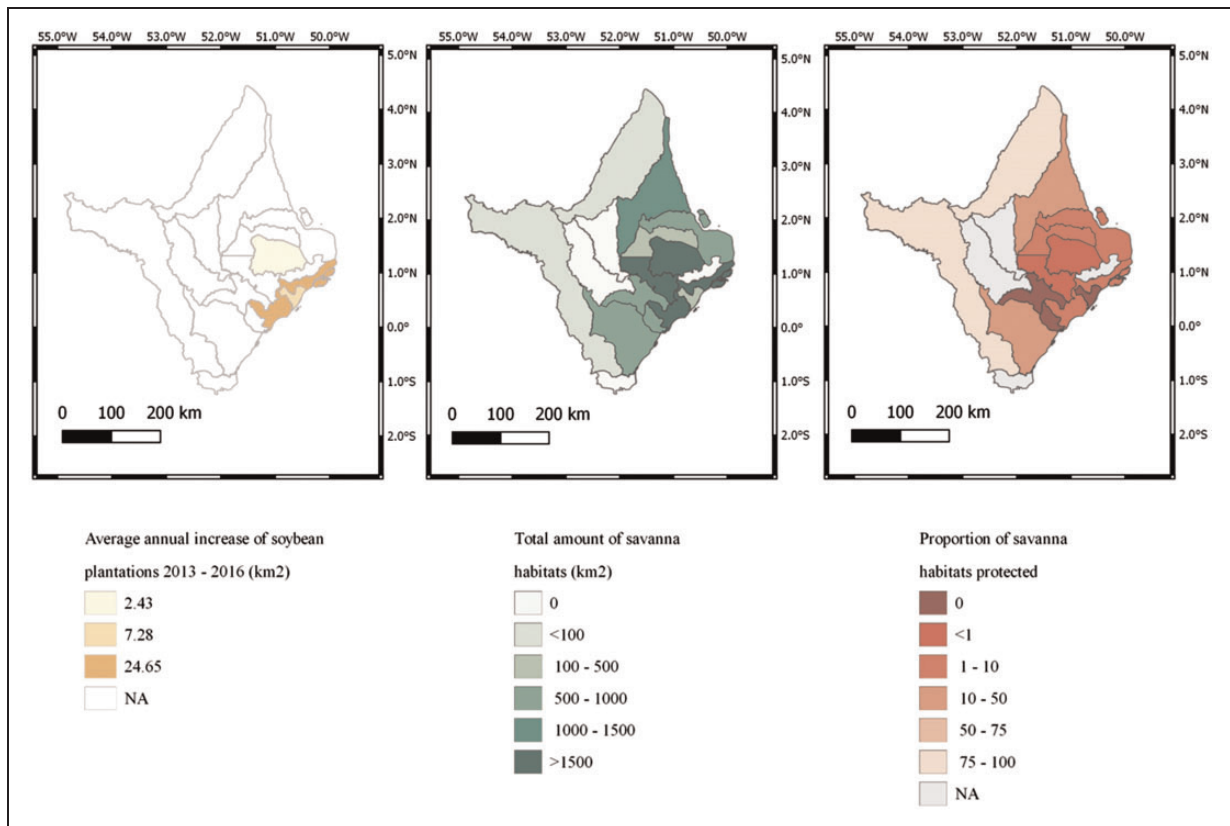 55.0°W 54.0°W 53.0°W 52.0°W 51.0°W 50.0°W
5.0°N
4.0°N
3.0°N
2.0°N
1.0°N
0.0°
1.0°S
2.0°S
0 100 200 km
55.0°W 54.0°W 53.0°W 52.0°W 51.0°W 50.0°W
5.0°N
4.0°N
3.0°N
2.0°N
1.0°N
0.0°
1.0°S
2.0°S
0 100 200 km
55.0°W 54.0°W 53.0°W 52.0°W 51.0°W 50.0°W
5.0°N
4.0°N
3.0°N
2.0°N
1.0°N
0.0°
1.0°S
2.0°S
0 100 200 km
Average annual increase of soybean
plantations 2013 - 2016 (km2)
2.43
7.28
24.65
NA
Total amount of savanna
habitats (km2)
0
<100
100 - 500
500 - 1000
1000 - 1500
>1500
Proportion of savanna
habitats protected
0
<1
1 - 10
10 - 50
50 - 75
75 - 100
NA